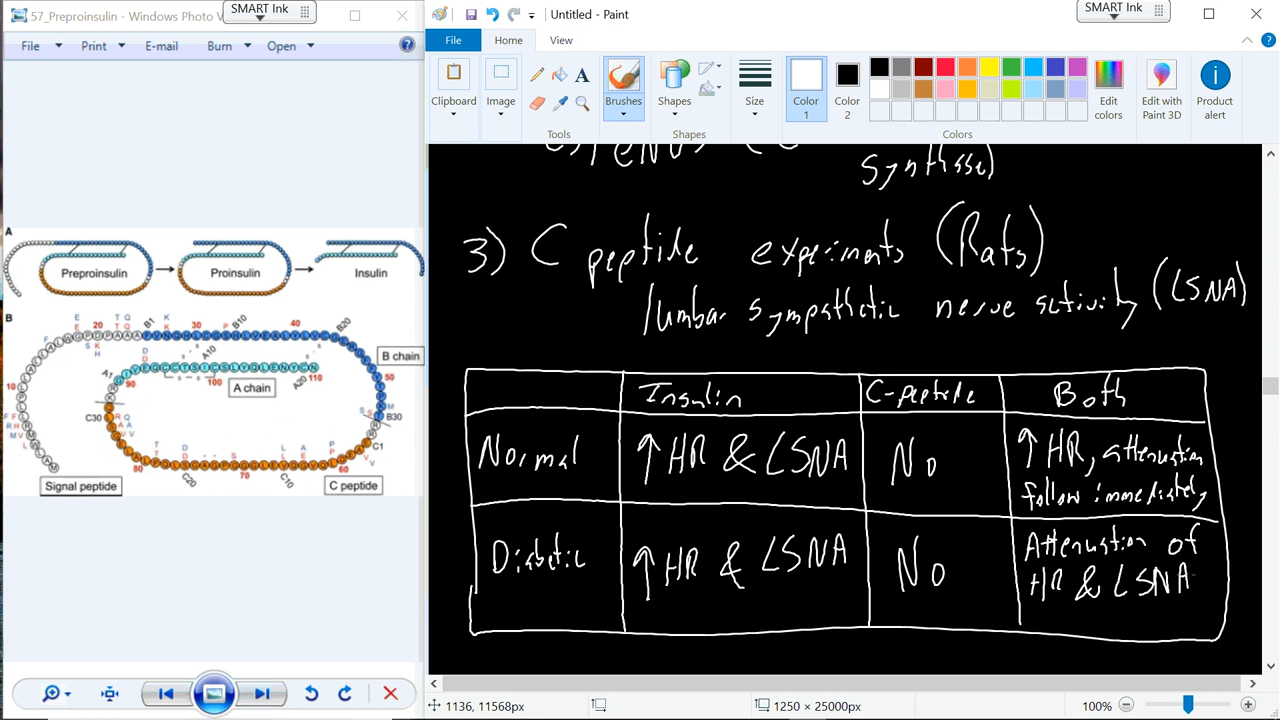 57_Preproinsulin - Windows Photo V
SMART Ink
File Print E-mail Burn Open
A
Preproinsulin Proinsulin Insulin
B
B chain
A chain
Signal peptide
C peptide
Untitled - Paint
SMART Ink
File Home View
Clipboard Image Tools Brushes Shapes Size Color 1 Color 2 Edit colors Edit with Paint 3D Product alert
Tools Shapes Colors
3) C peptide experiments (Rats)
lumbar sympathetic nerve activity (LSNA)
Insulin C-peptide Both
Normal ↑ HR & LSNA No ↑ HR, attenuation
follow immediately
Diabetic ↑ HR & LSNA No Attenuation of
HR & LSNA
1136, 11568px 1250 × 25000px 100%